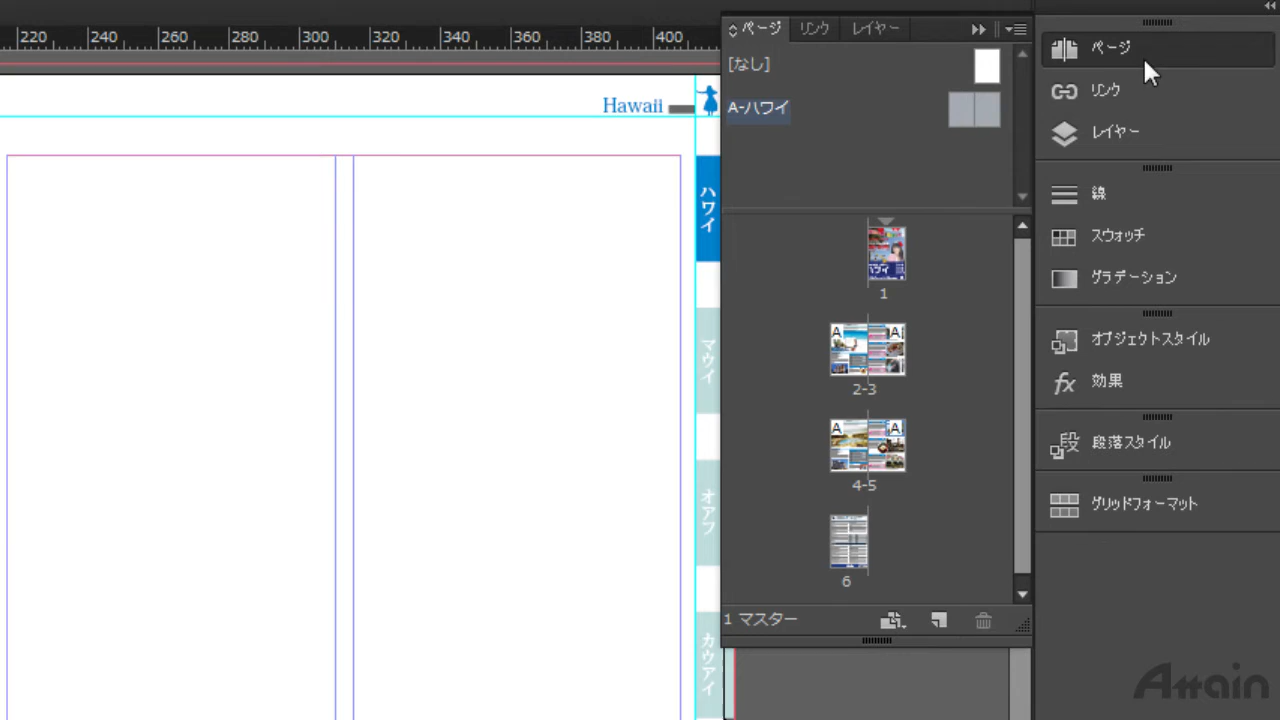 220 240 260 280 300 320 340 360 380 400
Hawaii
ハワイ
マウイ
オアフ
カウアイ
ページ リンク レイヤー
[なし]
A-ハワイ
1
A A
2-3
A A
4-5
6
1 マスター
ページ
リンク
レイヤー
線
スウォッチ
グラデーション
オブジェクトスタイル
fx 効果
段 段落スタイル
グリッドフォーマット
Attain